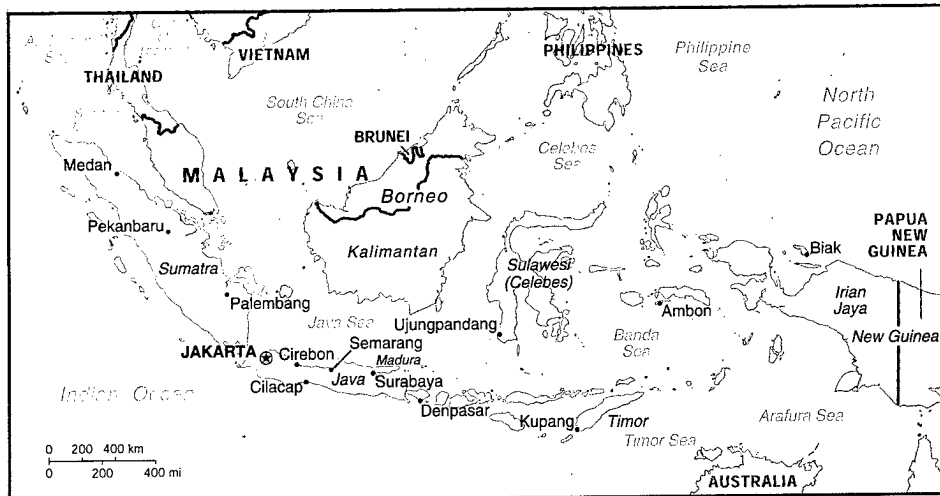 VIETNAM
PHILIPPINES
Philippine
Sea
THAILAND
South China
Sea
North
Pacific
Ocean
BRUNEI
Celebes
Sea
Medan
MALAYSIA
Borneo
PAPUA
NEW
GUINEA
Pekanbaru
Kalimantan
Biak
Sumatra
Sulawesi
(Celebes)
Irian
Jaya
Palembang
Ambon
Java Sea
Ujungpandang
Banda
Sea
New Guinea
Semarang
JAKARTA
Cirebon
Madura
Java
Surabaya
Cilacap
Indian Ocean
Denpasar
Kupang
Timor
Arafura Sea
Timor Sea
0 200 400 km
0 200 400 mi
AUSTRALIA